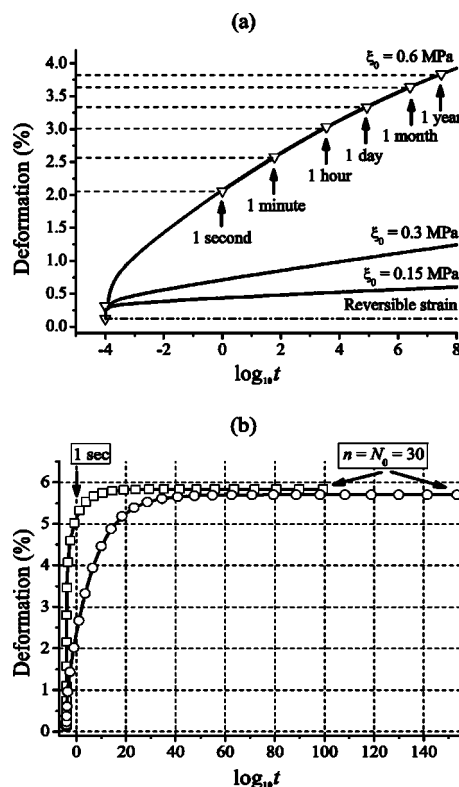 (a)
ξ₀ = 0.6 MPa
4.0
3.5
3.0
2.5
2.0
1.5
1.0
0.5
0.0
Deformation (%)
1 year
1 month
1 day
1 hour
1 minute
1 second
ξ₀ = 0.3 MPa
ξ₀ = 0.15 MPa
Reversible strain
-4 -2 0 2 4 6 8
log₁₀t
(b)
1 sec
n = N₀ = 30
6
5
4
3
2
1
0
Deformation (%)
0 20 40 60 80 100 120 140
log₁₀t